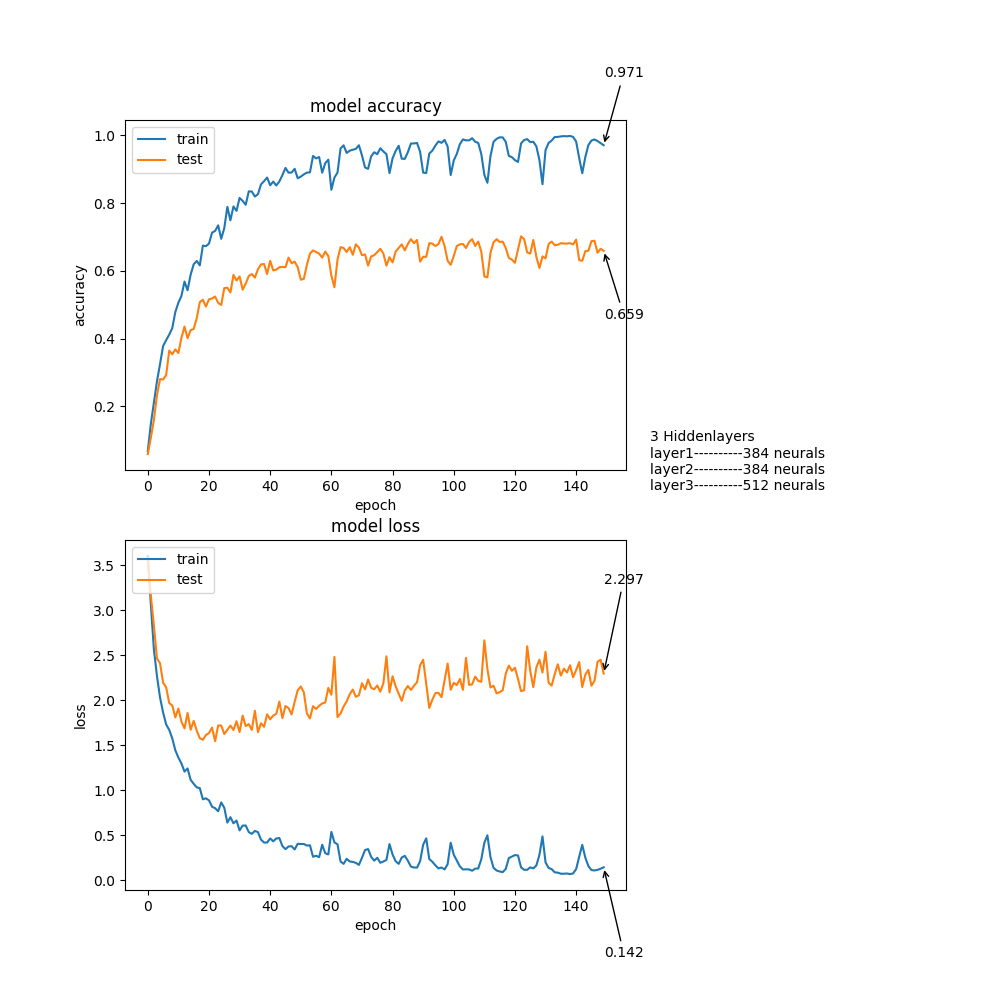 0.971
model accuracy
train
test
1.0
0.8
0.6
0.4
0.2
accuracy
0.659
0 20 40 60 80 100 120 140
epoch
3 Hiddenlayers
layer1----------384 neurals
layer2----------384 neurals
layer3----------512 neurals
model loss
train
test
3.5
3.0
2.5
2.0
1.5
1.0
0.5
0.0
loss
2.297
0 20 40 60 80 100 120 140
epoch
0.142